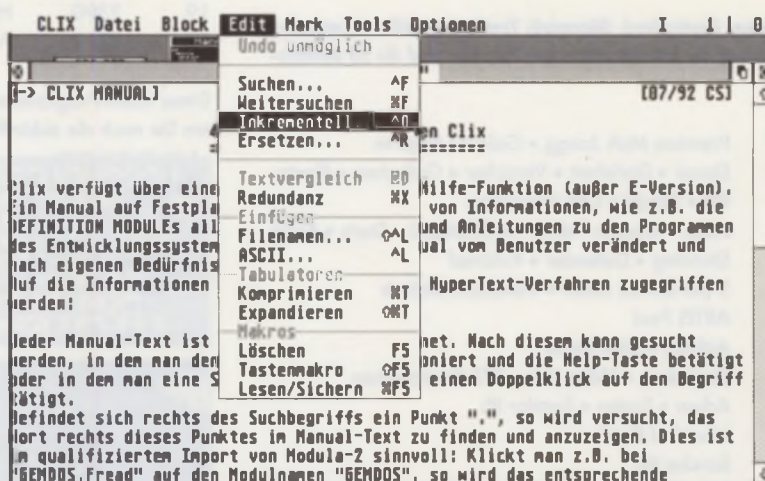 CLIX Datei Block Edit Mark Tools Optionen I 1| 0
Undo unmöglich
Suchen... ^F
Weitersuchen ⌘F
Inkrementell.. ^O
Ersetzen... ^R
Textvergleich
Redundanz ⌘X
Einfügen
Filenamen... ⇧^L
ASCII... ^L
Tabulatoren
Komprimieren ⌘T
Expandieren ⇧⌘T
Makros
Löschen F5
Tastenmakro ⇧F5
Lesen/Sichern ⌘F5
-> CLIX MANUAL] [07/92 CS]
en Clix
lix verfügt über eine Hilfe-Funktion (außer E-Version).
in Manual auf Festpla von Informationen, wie z.B. die
DEFINITION MODULEs all und Anleitungen zu den Programmen
des Entwicklungssystem ual vom Benutzer verändert und
nach eigenen Bedürfnis
uf die Informationen HyperText-Verfahren zugegriffen
werden:
Jeder Manual-Text ist net. Nach diesem kann gesucht
werden, in dem man den oniert und die Help-Taste betätigt
oder in dem man eine S einen Doppelklick auf den Begriff
tätigt.
Befindet sich rechts des Suchbegriffs ein Punkt ".", so wird versucht, das
Wort rechts dieses Punktes im Manual-Text zu finden und anzuzeigen. Dies ist
m qualifiziertem Import von Modula-2 sinnvoll: Klickt man z.B. bei
"GEMDOS.Fread" auf den Modulnamen "GEMDOS", so wird das entsprechende